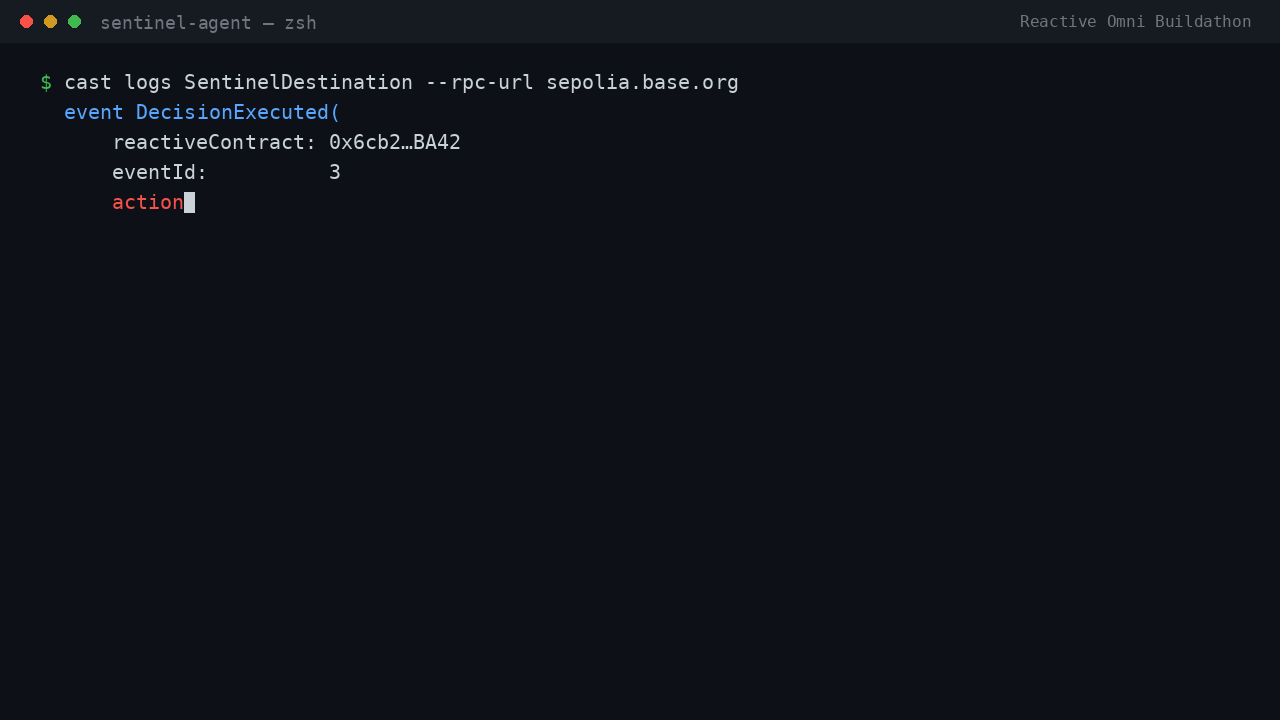 sentinel-agent — zsh
Reactive Omni Buildathon
$ cast logs SentinelDestination --rpc-url sepolia.base.org
event DecisionExecuted(
reactiveContract: 0x6cb2…BA42
eventId: 3
action